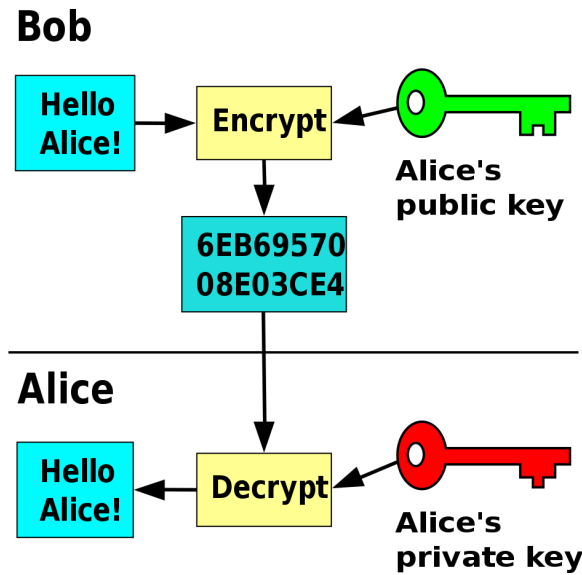 Bob
Hello
Alice!
Encrypt
Alice's
public key
6EB69570
08E03CE4
Alice
Hello
Alice!
Decrypt
Alice's
private key